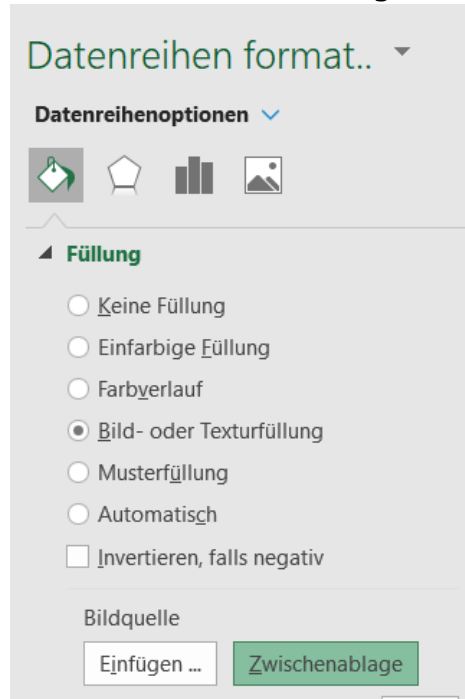 Datenreihen format..
Datenreihenoptionen
Füllung
Keine Füllung
Einfarbige Füllung
Farbverlauf
Bild- oder Texturfüllung
Musterfüllung
Automatisch
Invertieren, falls negativ
Bildquelle
Einfügen ... Zwischenablage